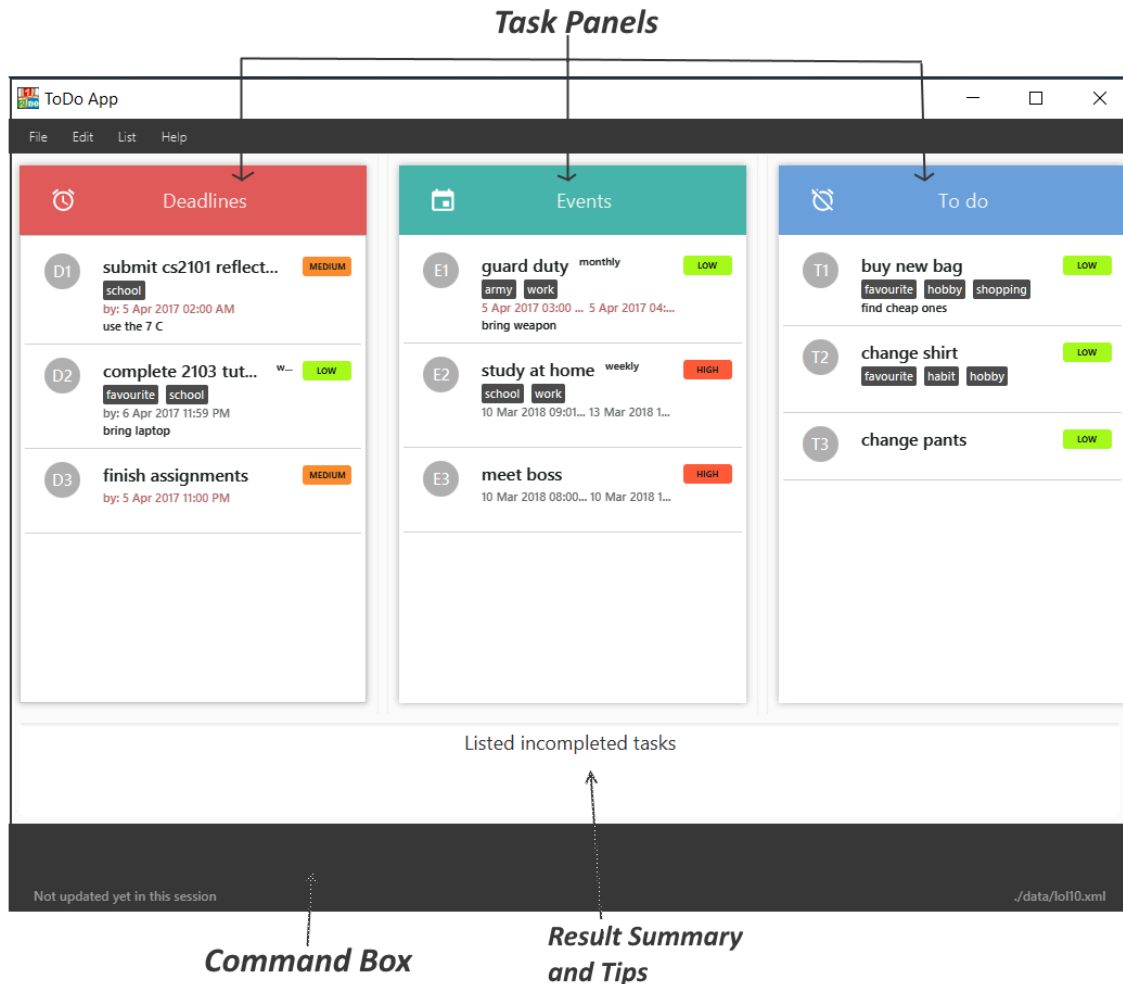 Task Panels
ToDo App
File Edit List Help
Deadlines
D1 submit cs2101 reflect... MEDIUM
school
by: 5 Apr 2017 02:00 AM
use the 7 C
D2 complete 2103 tut... w... LOW
favourite school
by: 6 Apr 2017 11:59 PM
bring laptop
D3 finish assignments MEDIUM
by: 5 Apr 2017 11:00 PM
Events
E1 guard duty monthly LOW
army work
5 Apr 2017 03:00 ... 5 Apr 2017 04:...
bring weapon
E2 study at home weekly HIGH
school work
10 Mar 2018 09:01... 13 Mar 2018 1...
E3 meet boss HIGH
10 Mar 2018 08:00... 10 Mar 2018 1...
To do
T1 buy new bag LOW
favourite hobby shopping
find cheap ones
T2 change shirt LOW
favourite habit hobby
T3 change pants LOW
Listed incompleted tasks
Not updated yet in this session ./data/lol10.xml
Command Box
Result Summary
and Tips